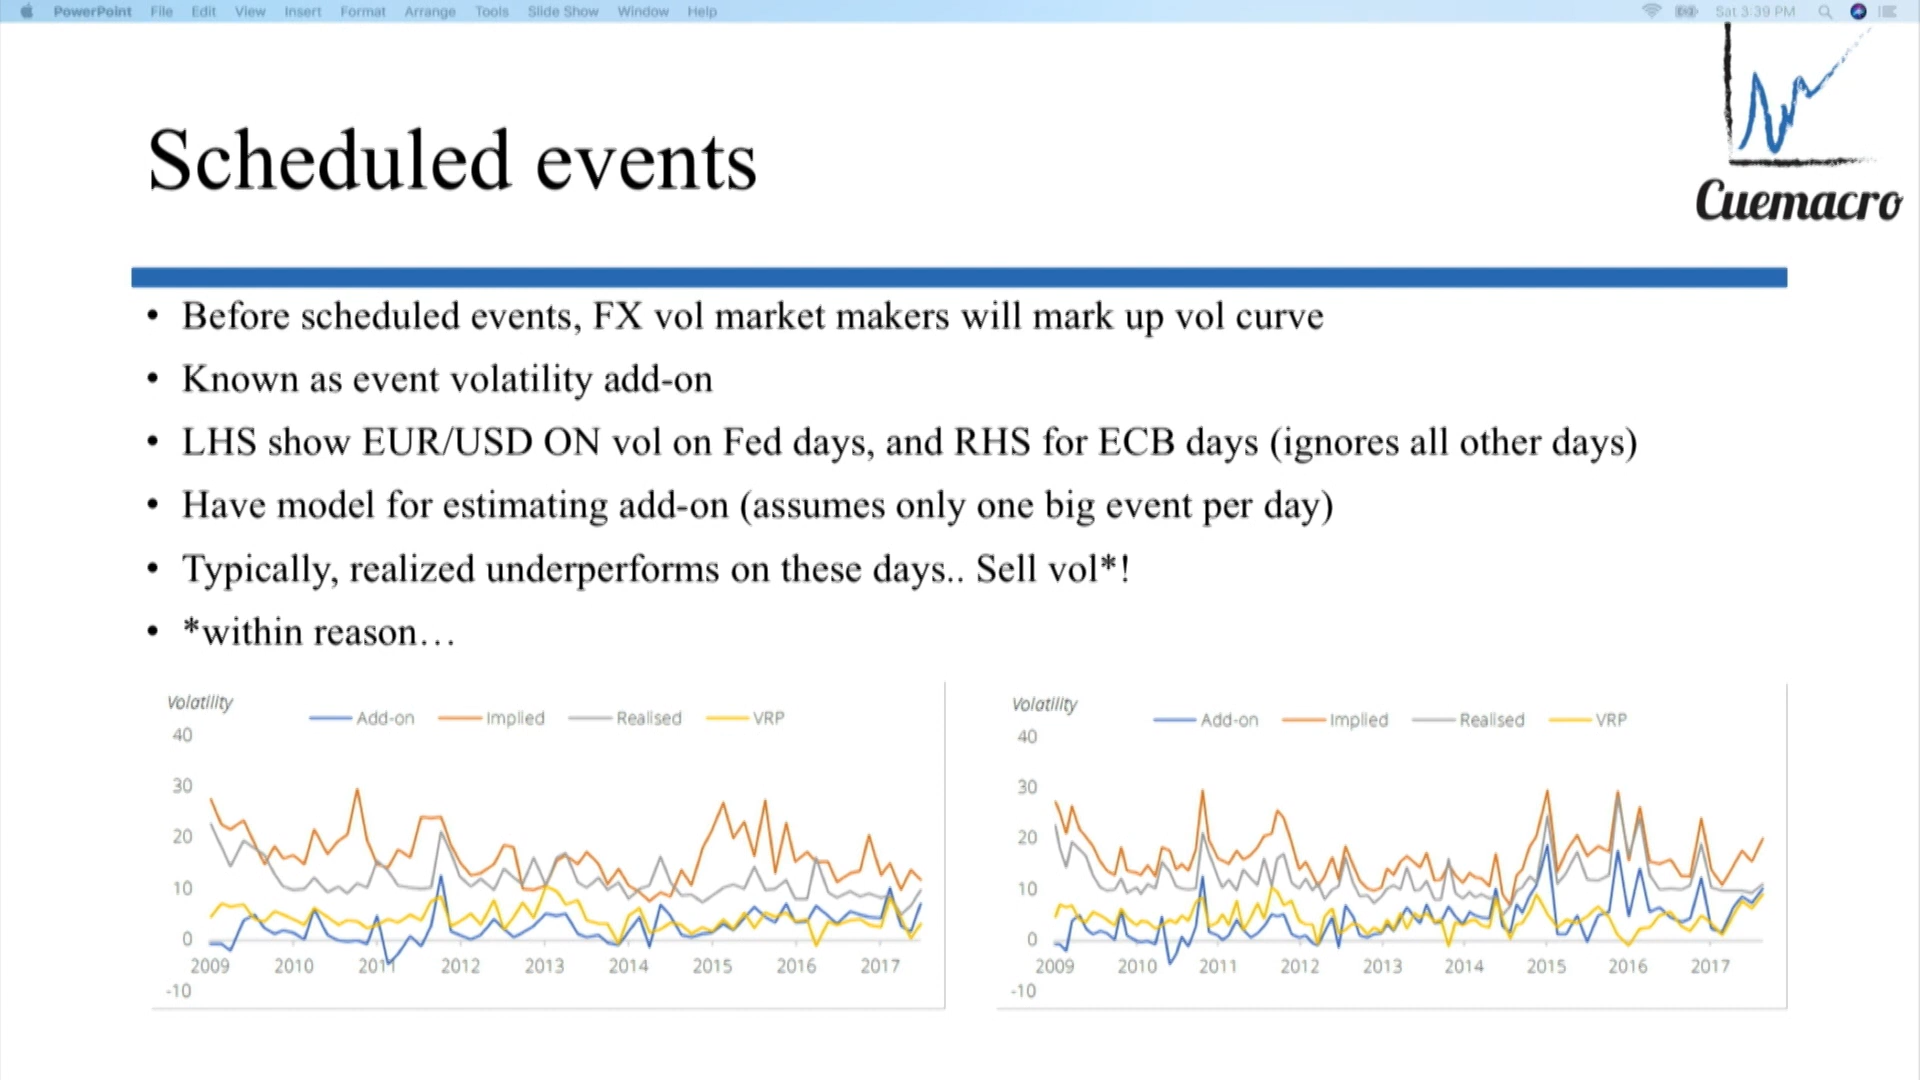 PowerPoint File Edit View Insert Format Arrange Tools Slide Show Window Help Sat 3:39 PM
Cuemacro
Scheduled events
• Before scheduled events, FX vol market makers will mark up vol curve
• Known as event volatility add-on
• LHS show EUR/USD ON vol on Fed days, and RHS for ECB days (ignores all other days)
• Have model for estimating add-on (assumes only one big event per day)
• Typically, realized underperforms on these days.. Sell vol*!
• *within reason…
Volatility
Add-on Implied Realised VRP
40
30
20
10
0
2009 2010 2011 2012 2013 2014 2015 2016 2017
-10
Volatility
Add-on Implied Realised VRP
40
30
20
10
0
2009 2010 2011 2012 2013 2014 2015 2016 2017
-10